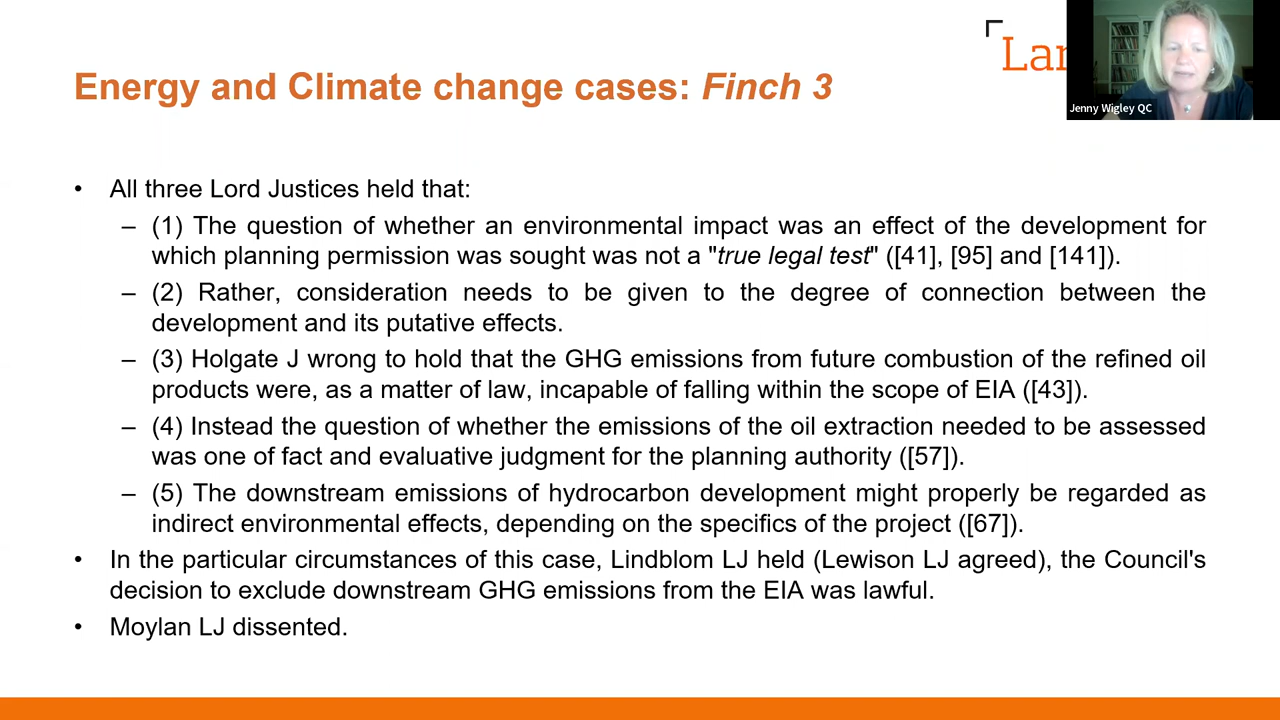 Energy and Climate change cases: Finch 3
Jenny Wigley QC
• All three Lord Justices held that:
– (1) The question of whether an environmental impact was an effect of the development for
which planning permission was sought was not a "true legal test" ([41], [95] and [141]).
– (2) Rather, consideration needs to be given to the degree of connection between the
development and its putative effects.
– (3) Holgate J wrong to hold that the GHG emissions from future combustion of the refined oil
products were, as a matter of law, incapable of falling within the scope of EIA ([43]).
– (4) Instead the question of whether the emissions of the oil extraction needed to be assessed
was one of fact and evaluative judgment for the planning authority ([57]).
– (5) The downstream emissions of hydrocarbon development might properly be regarded as
indirect environmental effects, depending on the specifics of the project ([67]).
• In the particular circumstances of this case, Lindblom LJ held (Lewison LJ agreed), the Council's
decision to exclude downstream GHG emissions from the EIA was lawful.
• Moylan LJ dissented.